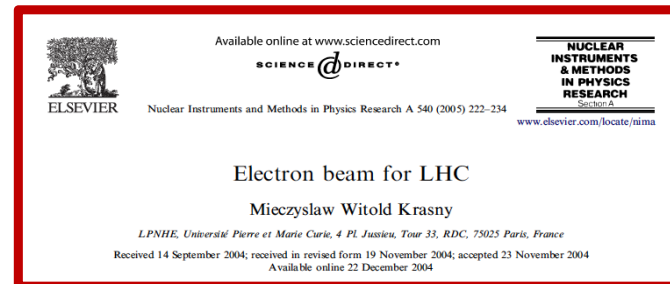 Available online at www.sciencedirect.com
SCIENCE @ DIRECT®
ELSEVIER
Nuclear Instruments and Methods in Physics Research A 540 (2005) 222–234
NUCLEAR
INSTRUMENTS
& METHODS
IN PHYSICS
RESEARCH
Section A
www.elsevier.com/locate/nima
Electron beam for LHC
Mieczyslaw Witold Krasny
LPNHE, Université Pierre et Marie Curie, 4 Pl. Jussieu, Tour 33, RDC, 75025 Paris, France
Received 14 September 2004; received in revised form 19 November 2004; accepted 23 November 2004
Available online 22 December 2004